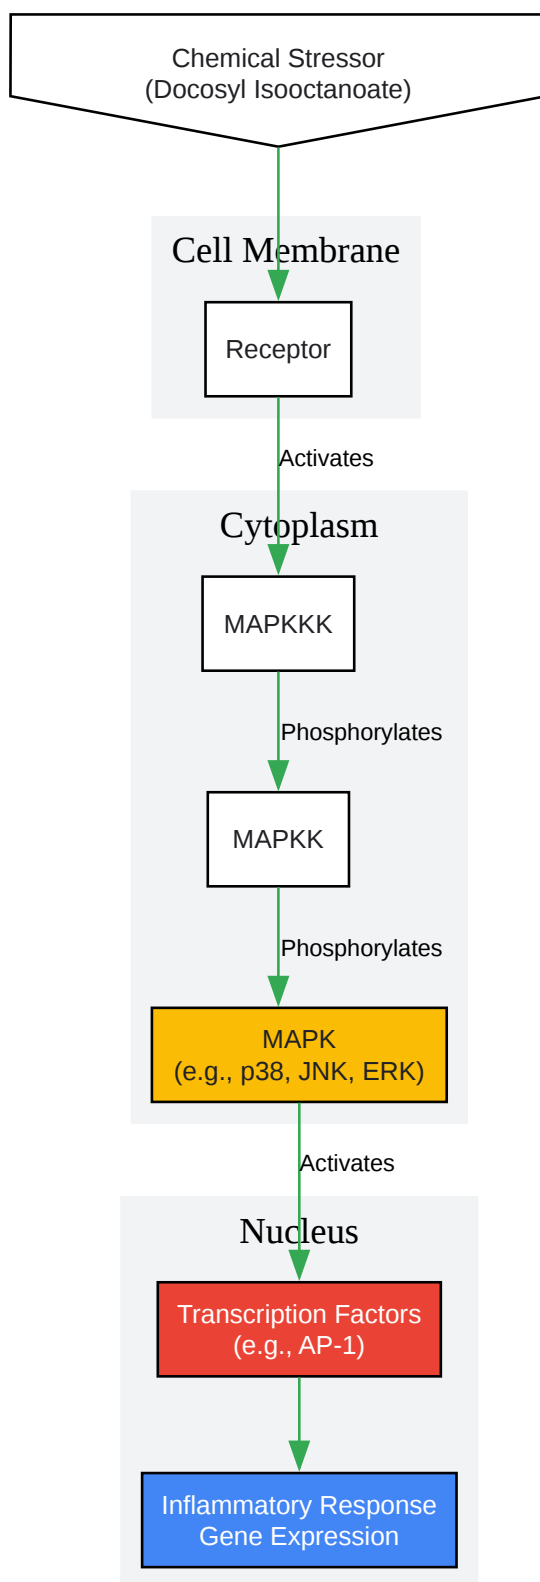 Chemical Stressor
(Docosyl Isooctanoate)
Cell Membrane
Receptor
Activates
Cytoplasm
MAPKKK
Phosphorylates
MAPKK
Phosphorylates
MAPK
(e.g., p38, JNK, ERK)
Activates
Nucleus
Transcription Factors
(e.g., AP-1)
Inflammatory Response
Gene Expression